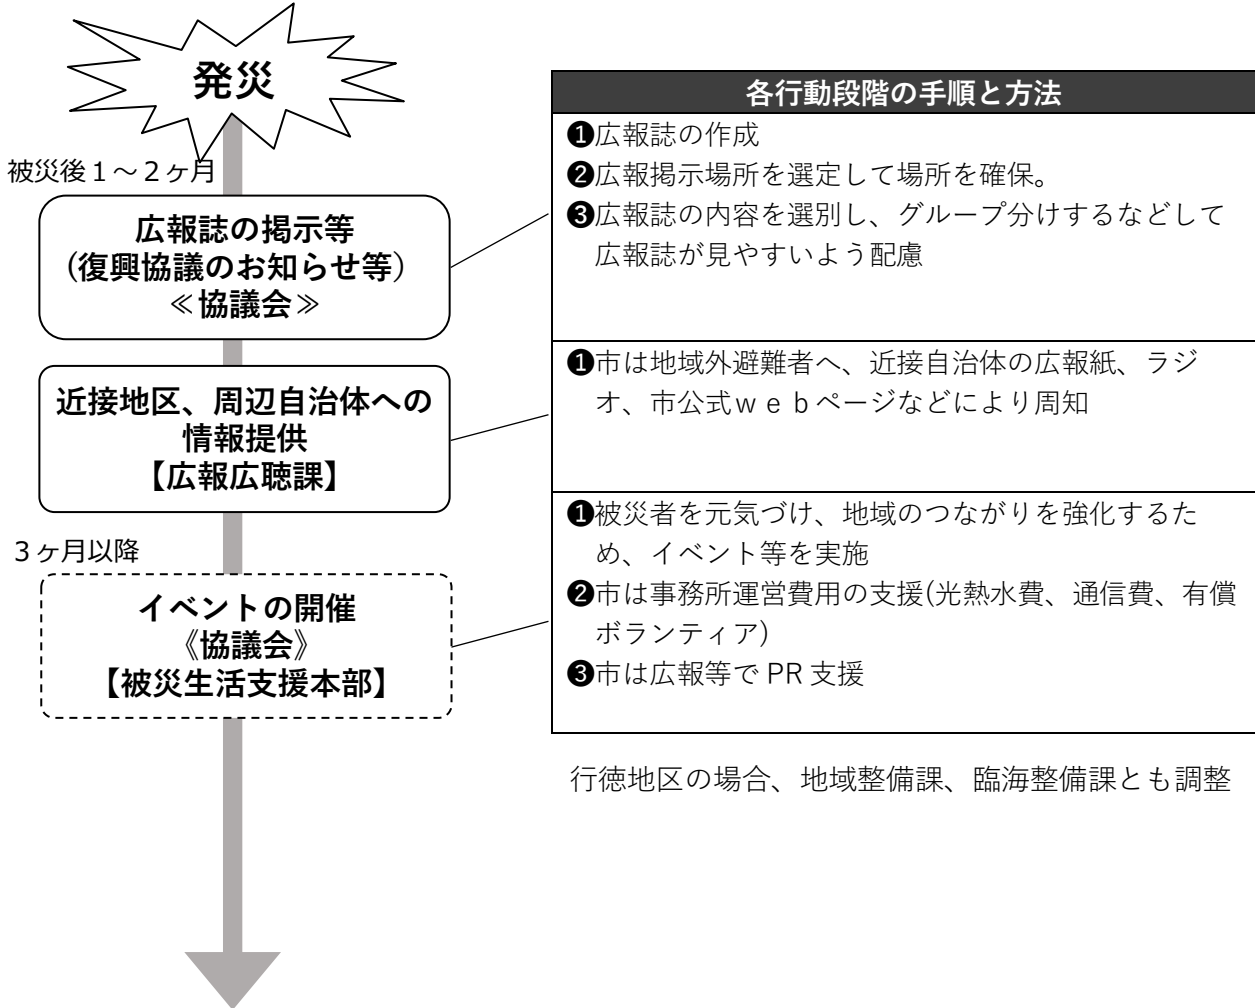 発災
被災後１～２ヶ月
広報誌の掲示等
(復興協議のお知らせ等)
≪協議会≫
近接地区、周辺自治体への
情報提供
【広報広聴課】
３ヶ月以降
イベントの開催
《協議会》
【被災生活支援本部】
各行動段階の手順と方法
❶広報誌の作成
❷広報掲示場所を選定して場所を確保。
❸広報誌の内容を選別し、グループ分けするなどして
広報誌が見やすいよう配慮
❶市は地域外避難者へ、近接自治体の広報紙、ラジ
オ、市公式ｗｅｂページなどにより周知
❶被災者を元気づけ、地域のつながりを強化するた
め、イベント等を実施
❷市は事務所運営費用の支援(光熱水費、通信費、有償
ボランティア)
❸市は広報等で PR 支援
行徳地区の場合、地域整備課、臨海整備課とも調整